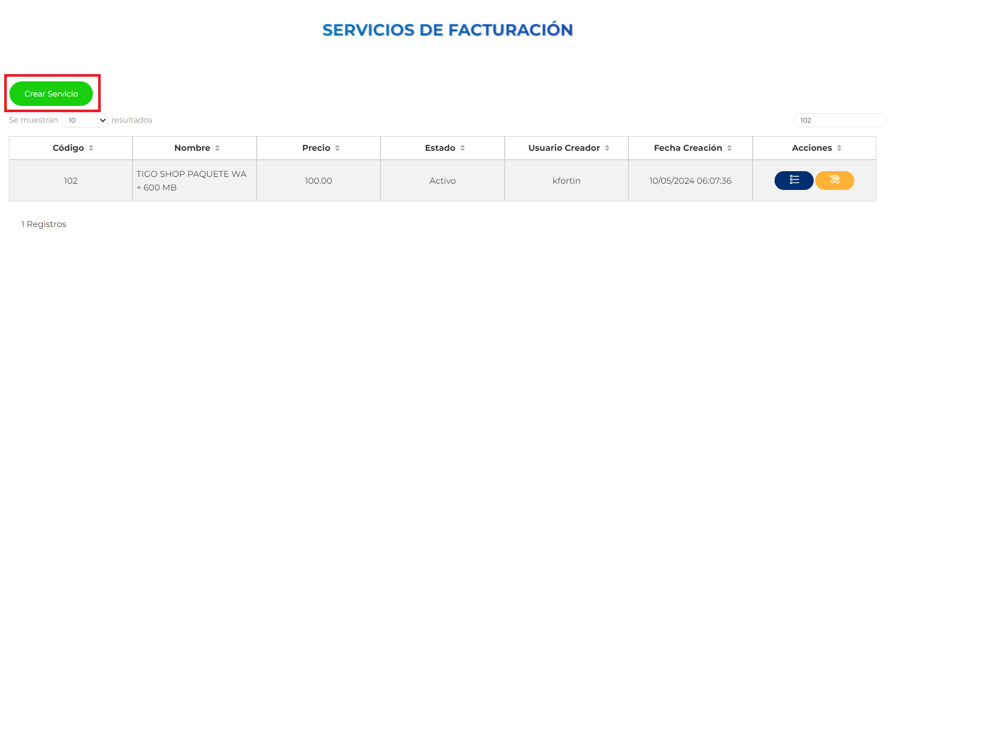 SERVICIOS DE FACTURACIÓN
Crear Servicio
Se muestran 10 resultados
102
Código Nombre Precio Estado Usuario Creador Fecha Creación Acciones
102 TIGO SHOP PAQUETE WA + 600 MB 100.00 Activo kfortin 10/05/2024 06:07:36
1 Registros